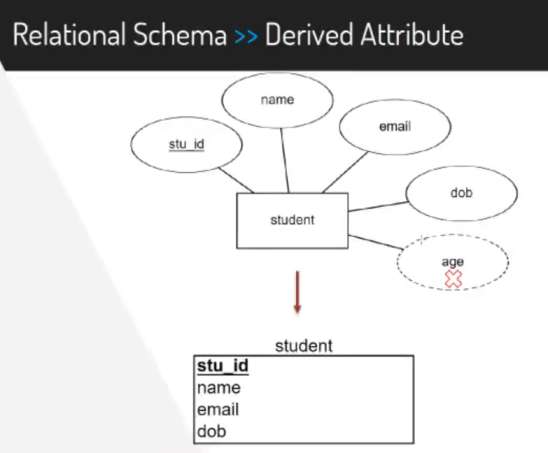 Relational Schema >> Derived Attribute
name
email
stu_id
dob
student
age
student
stu_id
name
email
dob